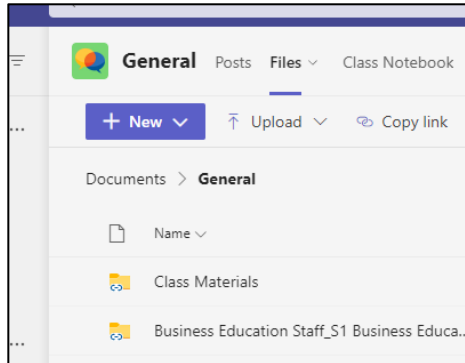 General Posts Files Class Notebook
+ New Upload Copy link
Documents > General
Name
Class Materials
Business Education Staff_S1 Business Educa...